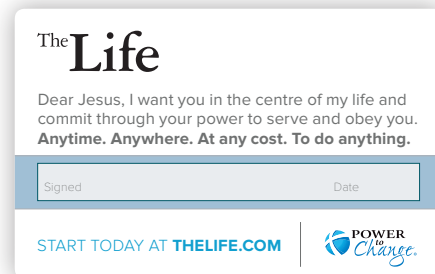 The Life
Dear Jesus, I want you in the centre of my life and
commit through your power to serve and obey you.
Anytime. Anywhere. At any cost. To do anything.
Signed Date
START TODAY AT THELIFE.COM
POWER
to
Change®